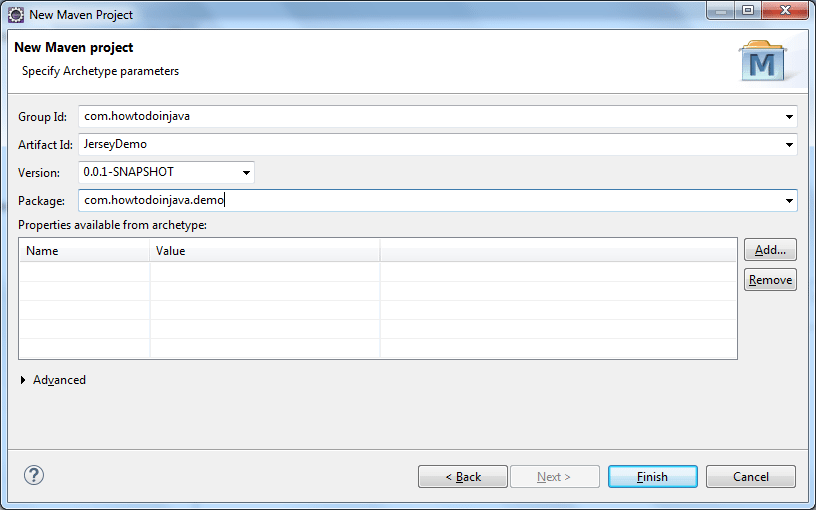 New Maven Project
New Maven project
Specify Archetype parameters
M
Group Id: com.howtodoinjava
Artifact Id: JerseyDemo
Version: 0.0.1-SNAPSHOT
Package: com.howtodoinjava.demo
Properties available from archetype:
Name Value
Add...
Remove
Advanced
? < Back Next > Finish Cancel